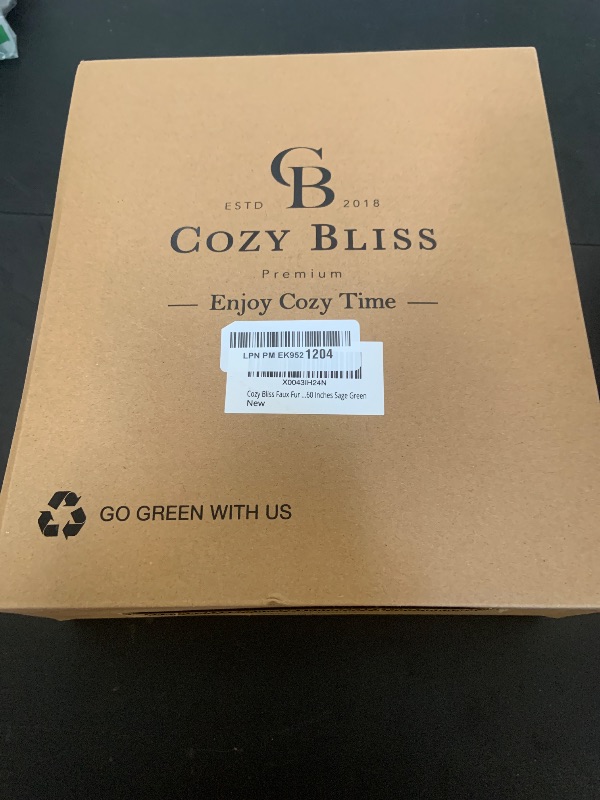 CB
ESTD 2018
COZY BLISS
Premium
Enjoy Cozy Time
LPN PM EK952 1204
X0043IH24N
Cozy Bliss Faux Fur ...60 Inches Sage Green
New
GO GREEN WITH US